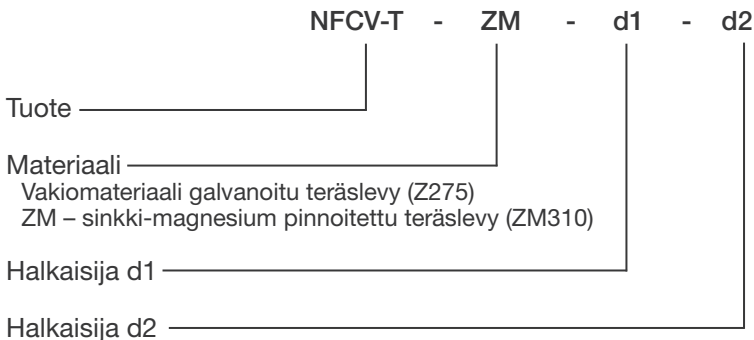 NFCV-T - ZM - d1 - d2
Tuote
Materiaali
Vakiomateriaali galvanoitu teräslevy (Z275)
ZM – sinkki-magnesium pinnoitettu teräslevy (ZM310)
Halkaisija d1
Halkaisija d2